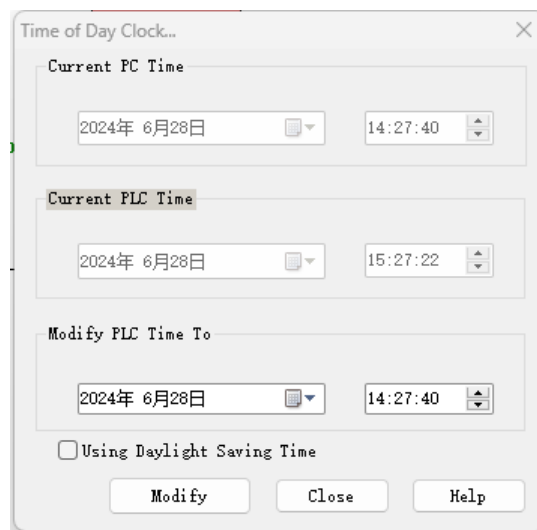 Time of Day Clock...
Current PC Time
2024年 6月28日 14:27:40
Current PLC Time
2024年 6月28日 15:27:22
Modify PLC Time To
2024年 6月28日 14:27:40
Using Daylight Saving Time
Modify Close Help